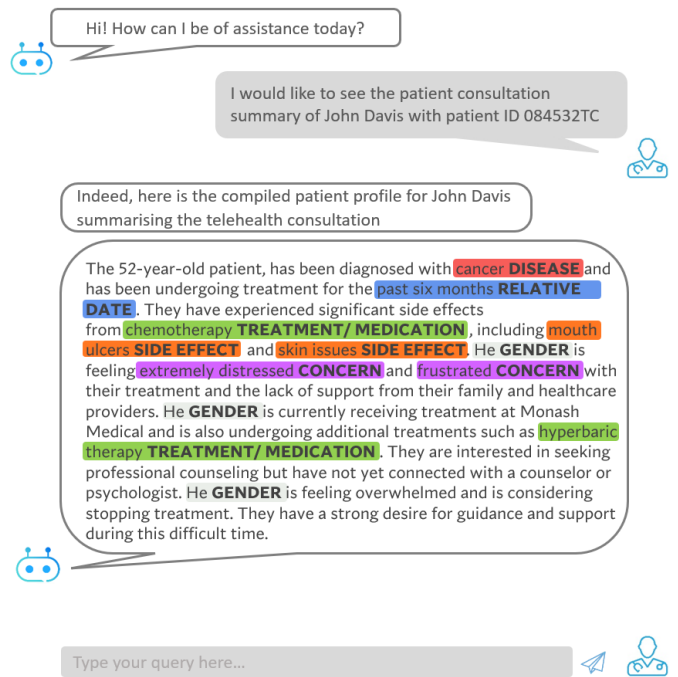 Hi! How can I be of assistance today?
I would like to see the patient consultation
summary of John Davis with patient ID 084532TC
Indeed, here is the compiled patient profile for John Davis
summarising the telehealth consultation
The 52-year-old patient, has been diagnosed with cancer DISEASE and
has been undergoing treatment for the past six months RELATIVE
DATE . They have experienced significant side effects
from chemotherapy TREATMENT/ MEDICATION , including mouth
ulcers SIDE EFFECT and skin issues SIDE EFFECT. He GENDER is
feeling extremely distressed CONCERN and frustrated CONCERN with
their treatment and the lack of support from their family and healthcare
providers. He GENDER is currently receiving treatment at Monash
Medical and is also undergoing additional treatments such as hyperbaric
therapy TREATMENT/ MEDICATION . They are interested in seeking
professional counseling but have not yet connected with a counselor or
psychologist. He GENDER is feeling overwhelmed and is considering
stopping treatment. They have a strong desire for guidance and support
during this difficult time.
Type your query here...